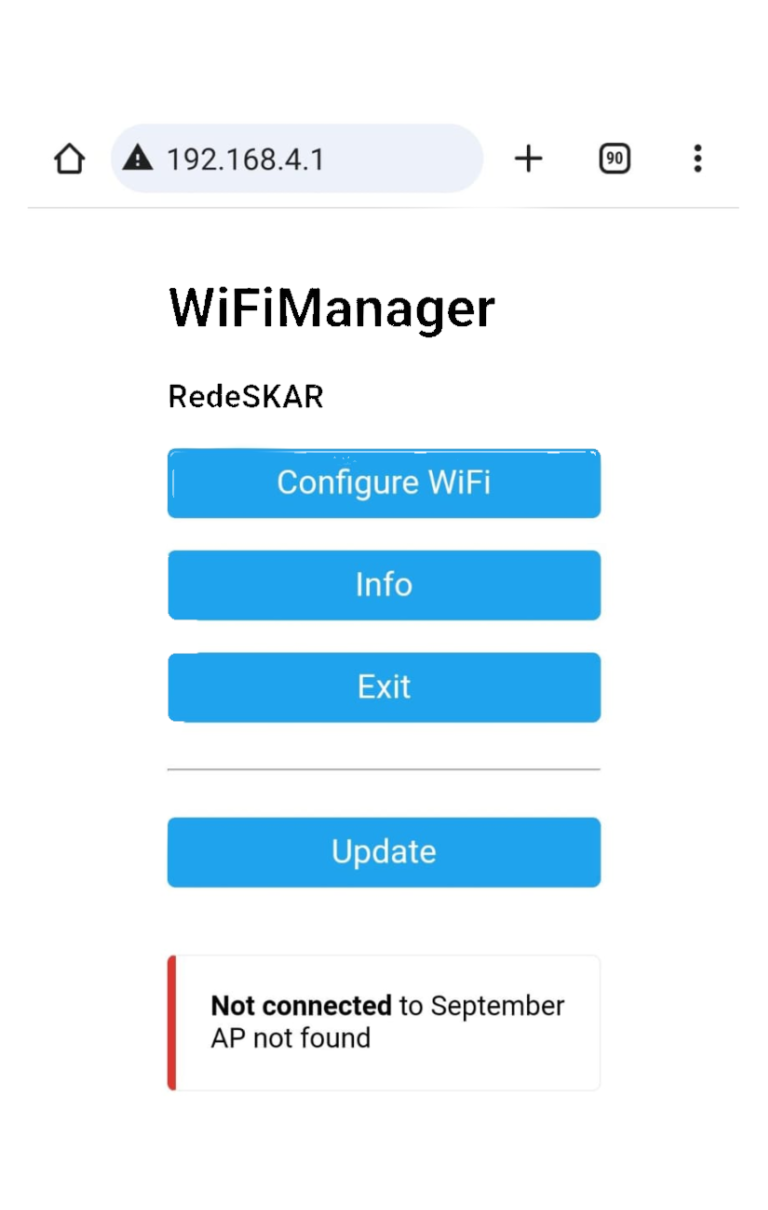 192.168.4.1
90
WiFiManager
RedeSKAR
Configure WiFi
Info
Exit
Update
Not connected to September
AP not found